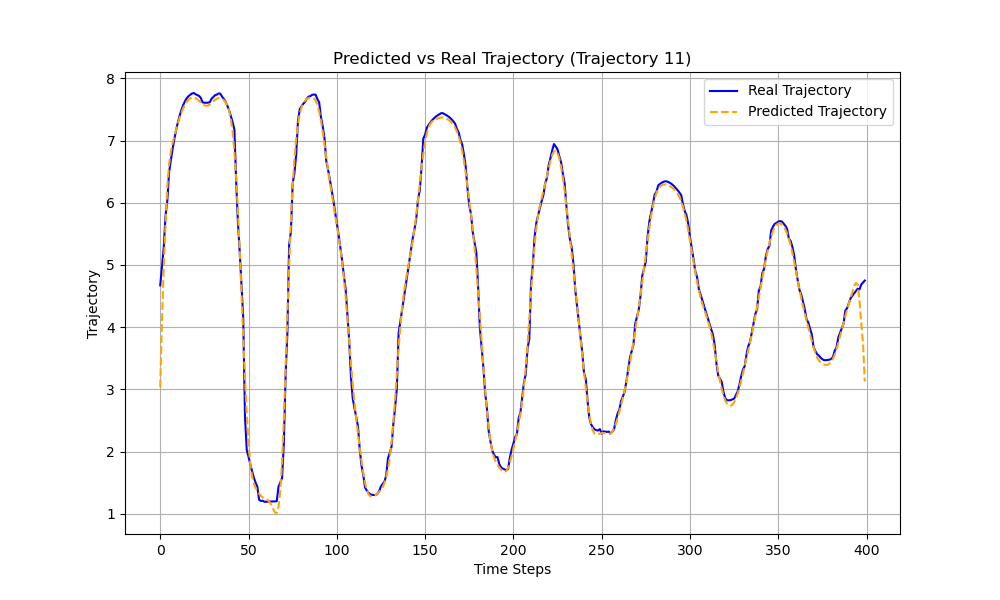 Predicted vs Real Trajectory (Trajectory 11)
Real Trajectory
Predicted Trajectory
8
7
6
5
4
3
2
1
Trajectory
0 50 100 150 200 250 300 350 400
Time Steps